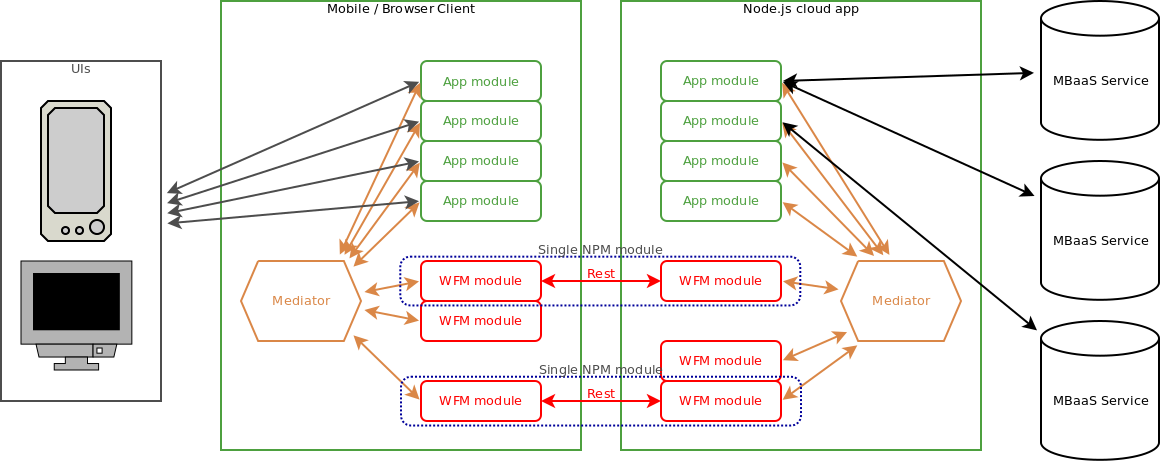 Mobile / Browser Client
Node.js cloud app
UIs
App module
App module
App module
App module
App module
App module
App module
App module
MBaaS Service
MBaaS Service
MBaaS Service
Single NPM module
WFM module
Rest
WFM module
Mediator
Mediator
WFM module
WFM module
Single NPM module
WFM module
Rest
WFM module